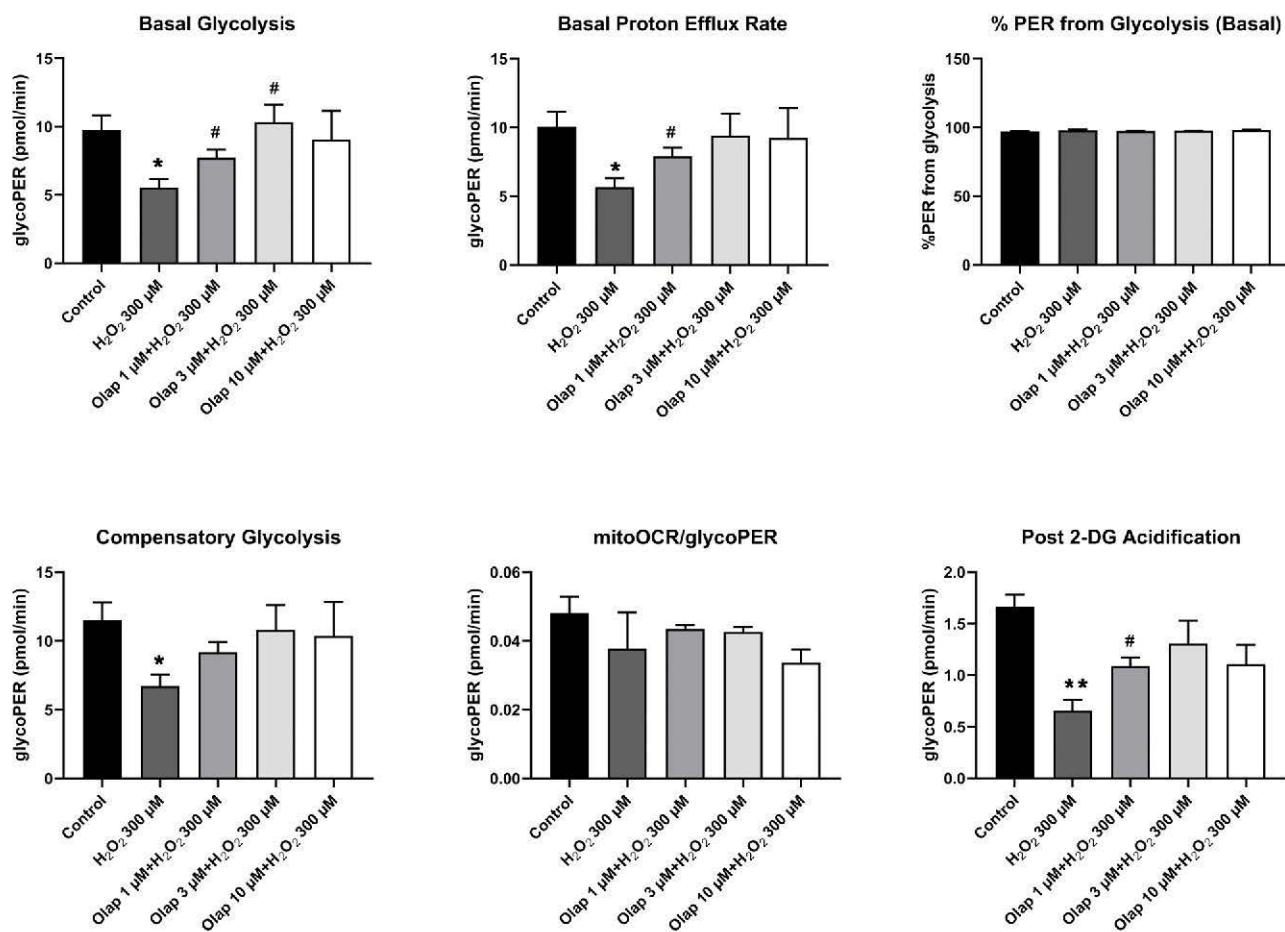 Basal Glycolysis
glycoPER (pmol/min)
15
10
5
0
*
#
#
Control
H₂O₂ 300 µM
Olap 1 µM+H₂O₂ 300 µM
Olap 3 µM+H₂O₂ 300 µM
Olap 10 µM+H₂O₂ 300 µM
Basal Proton Efflux Rate
glycoPER (pmol/min)
15
10
5
0
*
#
Control
H₂O₂ 300 µM
Olap 1 µM+H₂O₂ 300 µM
Olap 3 µM+H₂O₂ 300 µM
Olap 10 µM+H₂O₂ 300 µM
% PER from Glycolysis (Basal)
%PER from glycolysis
150
100
50
0
Control
H₂O₂ 300 µM
Olap 1 µM+H₂O₂ 300 µM
Olap 3 µM+H₂O₂ 300 µM
Olap 10 µM+H₂O₂ 300 µM
Compensatory Glycolysis
glycoPER (pmol/min)
15
10
5
0
*
Control
H₂O₂ 300 µM
Olap 1 µM+H₂O₂ 300 µM
Olap 3 µM+H₂O₂ 300 µM
Olap 10 µM+H₂O₂ 300 µM
mitoOCR/glycoPER
glycoPER (pmol/min)
0.06
0.04
0.02
0.00
Control
H₂O₂ 300 µM
Olap 1 µM+H₂O₂ 300 µM
Olap 3 µM+H₂O₂ 300 µM
Olap 10 µM+H₂O₂ 300 µM
Post 2-DG Acidification
glycoPER (pmol/min)
2.0
1.5
1.0
0.5
0.0
**
#
Control
H₂O₂ 300 µM
Olap 1 µM+H₂O₂ 300 µM
Olap 3 µM+H₂O₂ 300 µM
Olap 10 µM+H₂O₂ 300 µM